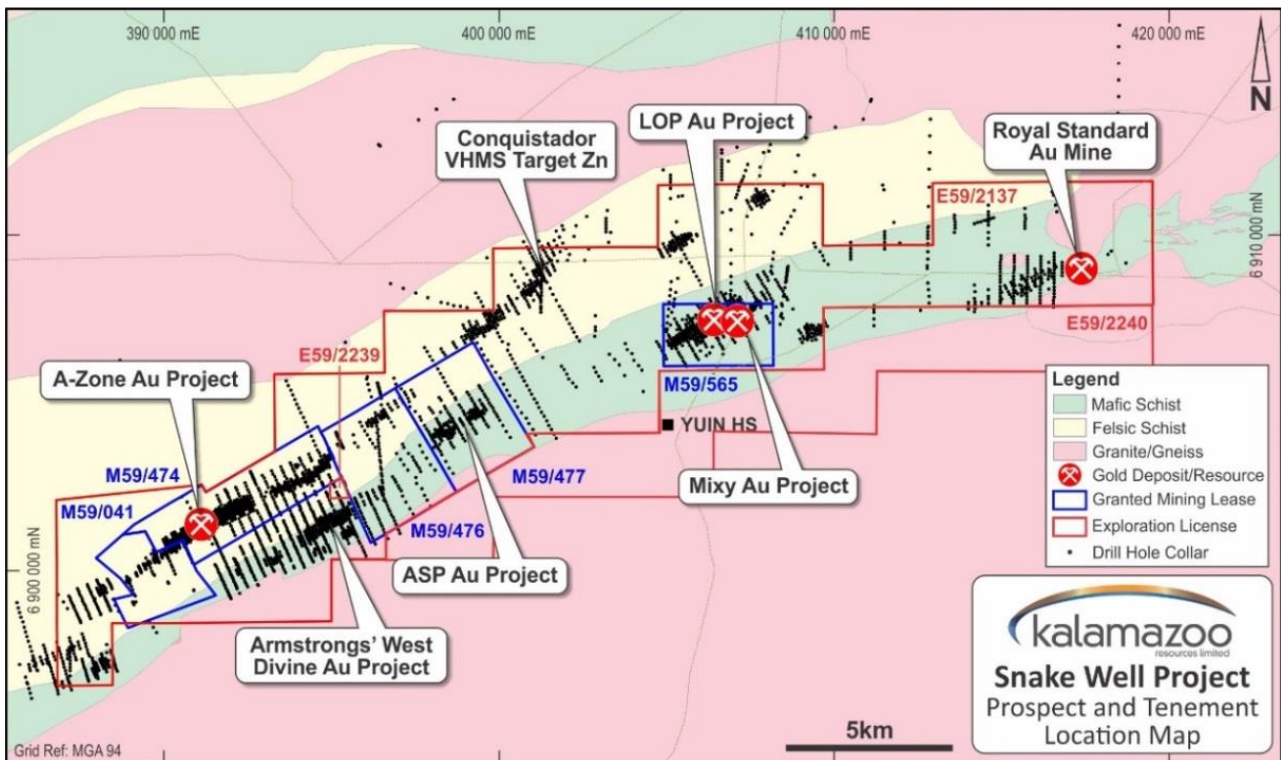 390 000 mE
400 000 mE
410 000 mE
420 000 mE
N
Conquistador
VHMS Target Zn
LOP Au Project
Royal Standard
Au Mine
E59/2137
6 910 000 mN
E59/2240
E59/2239
A-Zone Au Project
M59/565
YUIN HS
M59/474
M59/041
M59/477
M59/476
Mixy Au Project
ASP Au Project
Armstrongs' West
Divine Au Project
6 900 000 mN
Legend
Mafic Schist
Felsic Schist
Granite/Gneiss
Gold Deposit/Resource
Granted Mining Lease
Exploration License
Drill Hole Collar
kalamazoo
resources limited
Snake Well Project
Prospect and Tenement
Location Map
5km
Grid Ref: MGA 94